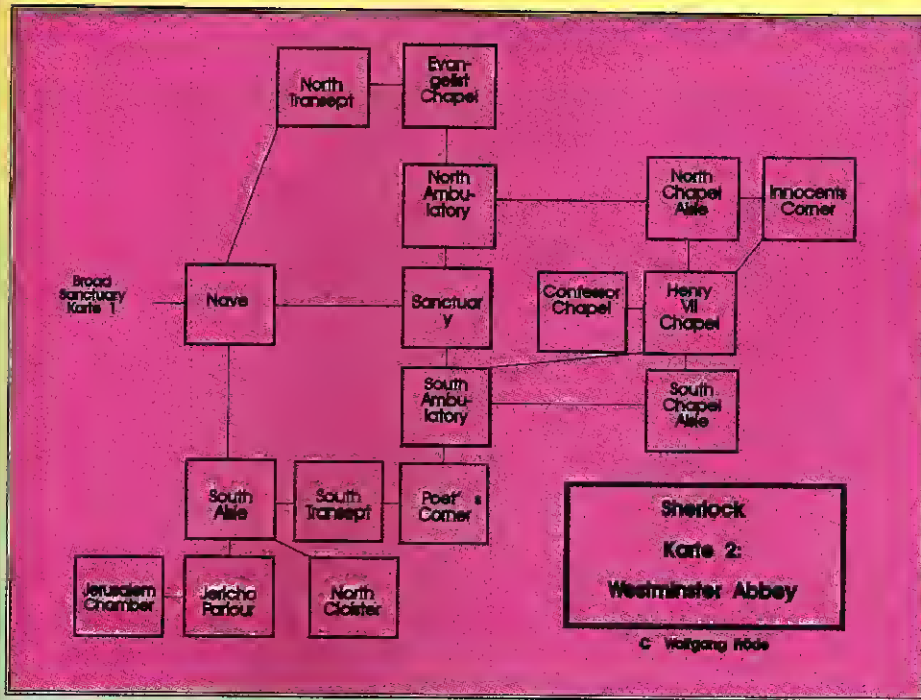 North
Transept
Evan-
gelist
Chapel
North
Ambu-
latory
North
Chapel
Aisle
Innocents
Corner
Broad
Sanctuary
Karte 1
Nave
Sanctuar
y
Confessor
Chapel
Henry
VII
Chapel
South
Ambu-
latory
South
Chapel
Aisle
South
Aisle
South
Transept
Poet's
Corner
Jerusalem
Chamber
Jericho
Parlour
North
Cloister
Sherlock
Karte 2:
Westminster Abbey
C Wolfgang Röde